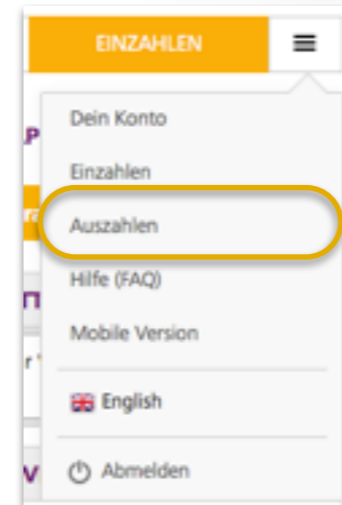 EINZAHLEN
Dein Konto
Einzahlen
Auszahlen
Hilfe (FAQ)
Mobile Version
English
Abmelden